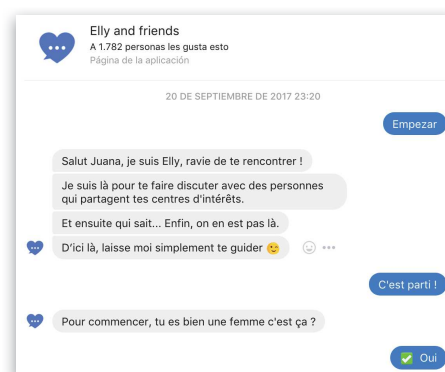 Elly and friends
A 1.782 personas les gusta esto
Página de la aplicación
20 DE SEPTIEMBRE DE 2017 23:20
Empezar
Salut Juana, je suis Elly, ravie de te rencontrer !
Je suis là pour te faire discuter avec des personnes
qui partagent tes centres d'intérêts.
Et ensuite qui sait... Enfin, on en est pas là.
D'ici là, laisse moi simplement te guider 😉
C'est parti !
Pour commencer, tu es bien une femme c'est ça ?
✅ Oui